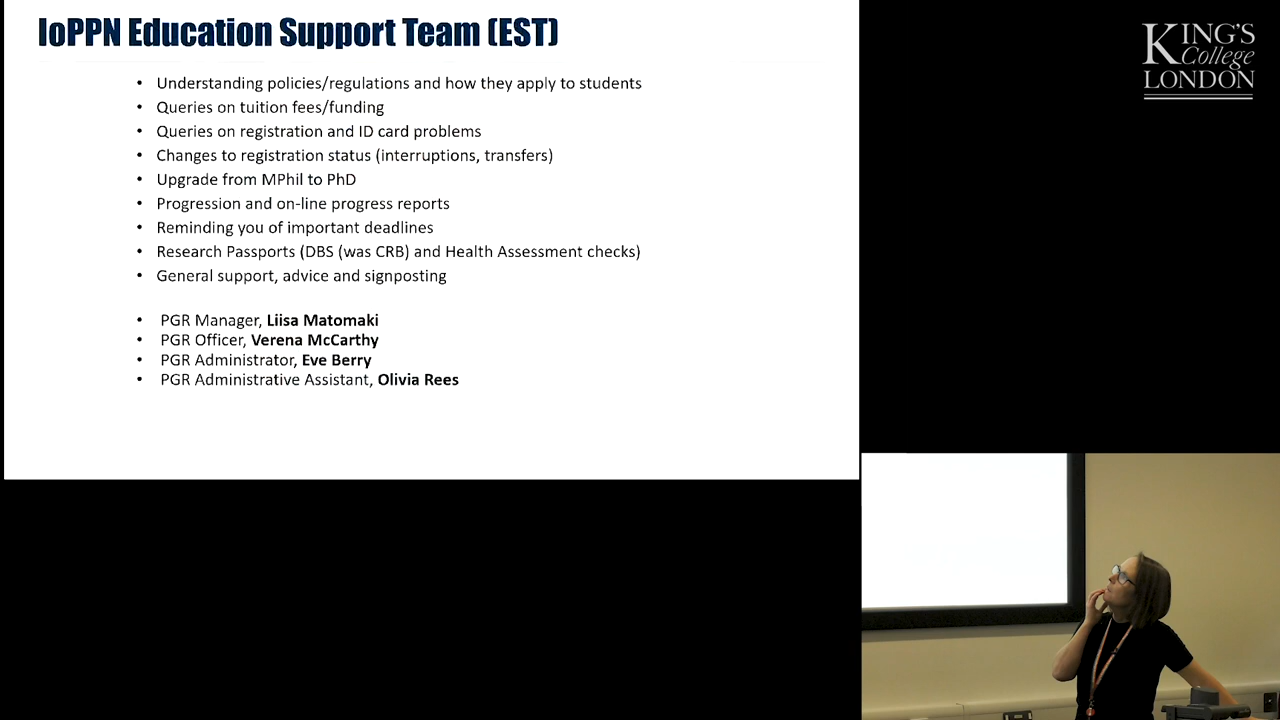 IoPPN Education Support Team (EST)
KING'S
College
LONDON
• Understanding policies/regulations and how they apply to students
• Queries on tuition fees/funding
• Queries on registration and ID card problems
• Changes to registration status (interruptions, transfers)
• Upgrade from MPhil to PhD
• Progression and on-line progress reports
• Reminding you of important deadlines
• Research Passports (DBS (was CRB) and Health Assessment checks)
• General support, advice and signposting
• PGR Manager, Liisa Matomaki
• PGR Officer, Verena McCarthy
• PGR Administrator, Eve Berry
• PGR Administrative Assistant, Olivia Rees